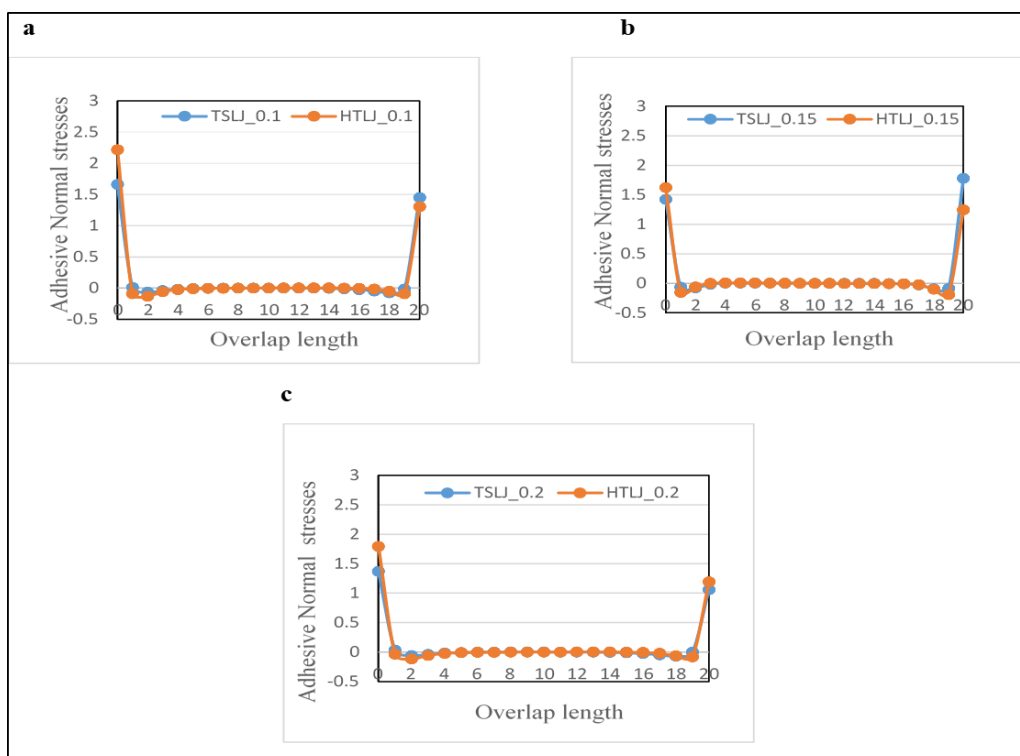 a
Adhesive Normal stresses
3
2.5
2
1.5
1
0.5
0
-0.5
TSLJ_0.1 HTLJ_0.1
0 2 4 6 8 10 12 14 16 18 20
Overlap length
b
Adhesive Normal stresses
3
2.5
2
1.5
1
0.5
0
-0.5
TSLJ_0.15 HTLJ_0.15
0 2 4 6 8 10 12 14 16 18 20
Overlap length
c
Adhesive Normal stresses
3
2.5
2
1.5
1
0.5
0
-0.5
TSLJ_0.2 HTLJ_0.2
0 2 4 6 8 10 12 14 16 18 20
Overlap length